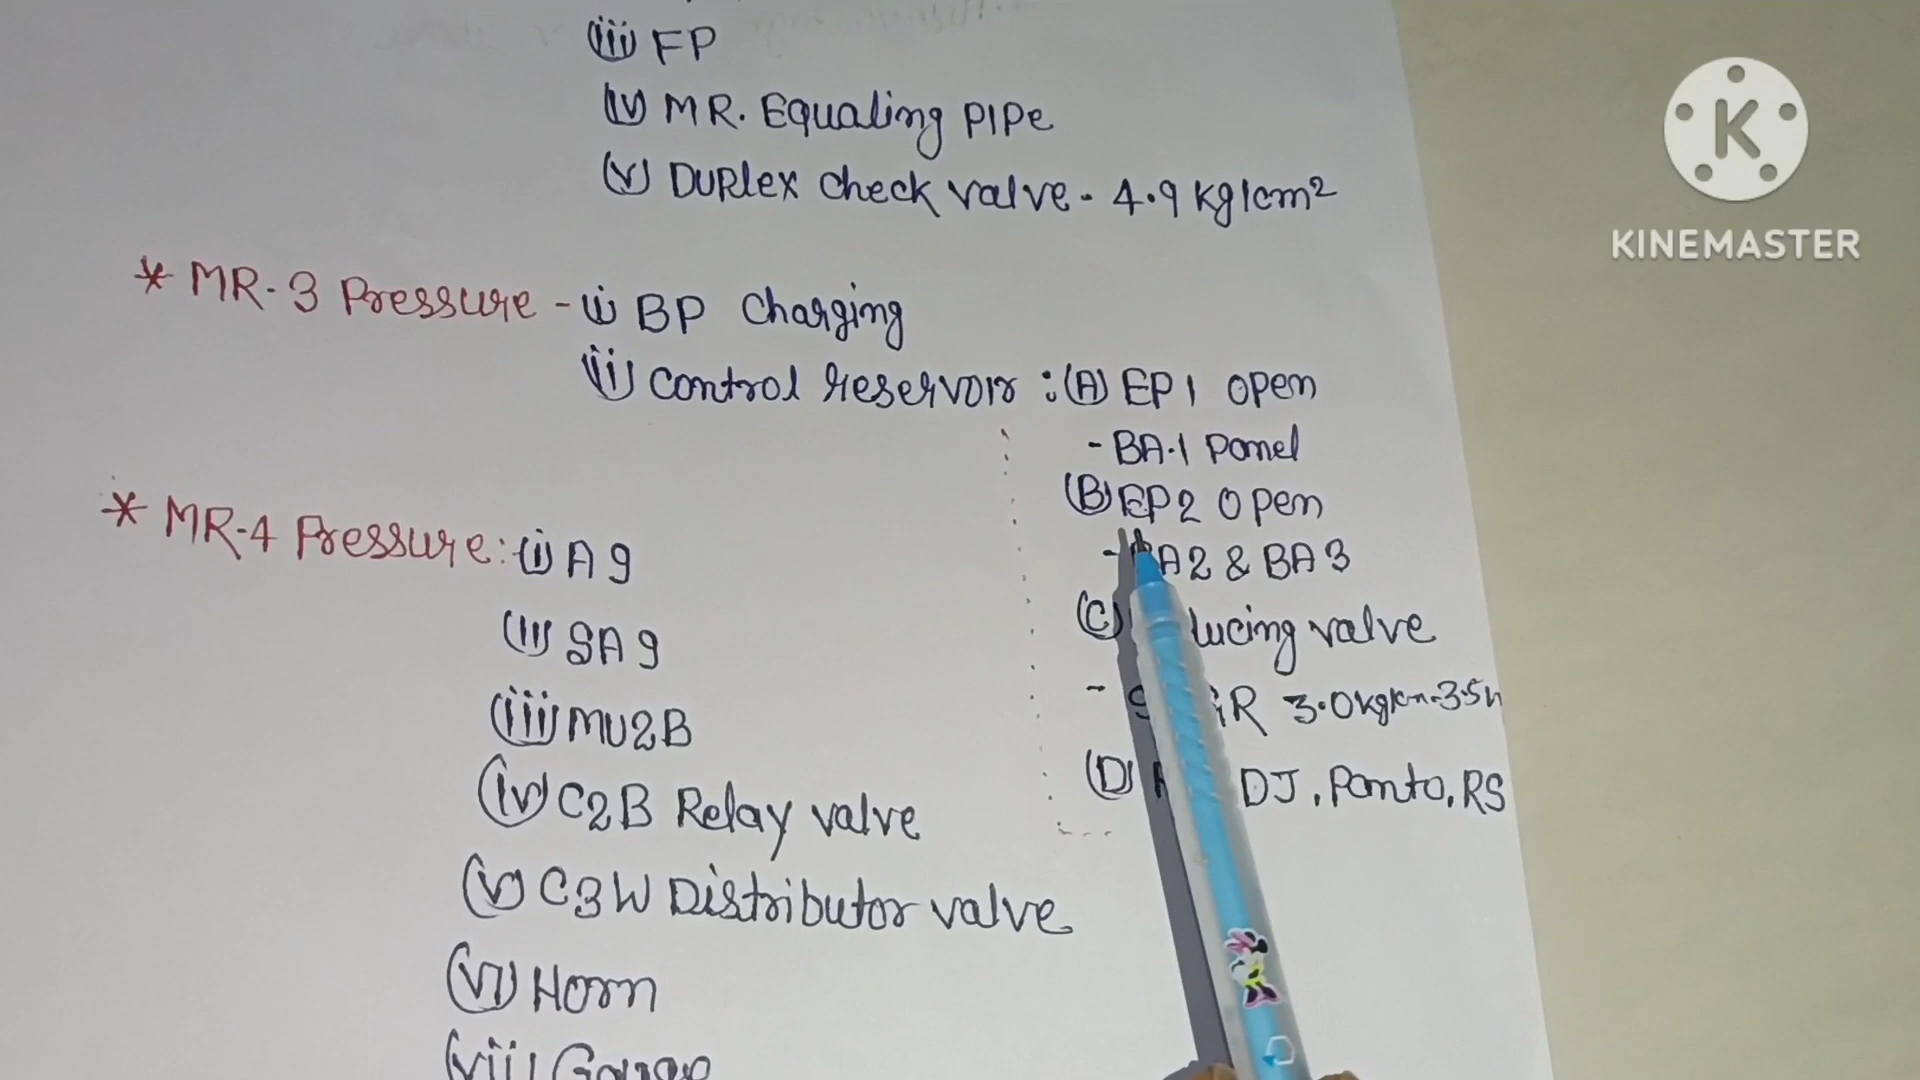 (iii) FP
(iv) MR. Equaling PIPe
(v) DUPlex check valve - 4.9 kg/cm2
* MR-3 Pressure - (i) BP charging
(ii) control reservoir : (A) EP1 open
- BA.1 Panel
(B) EP2 open
- BA2 & BA3
(C) lucing valve
- GR 3.0kg/cm-3.5
(D) DJ, Panto, RS
* MR-4 Pressure: (i) A9
(ii) SA9
(iii) MU2B
(iv) C2B Relay valve
(v) C3W Distributor valve
(vi) Horn
(vii)
K
KINEMASTER